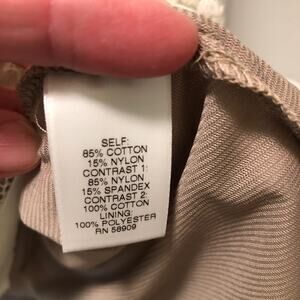 SELF:
85% COTTON
15% NYLON
CONTRAST 1:
85% NYLON
15% SPANDEX
CONTRAST 2:
100% COTTON
LINING:
100% POLYESTER
RN 58909